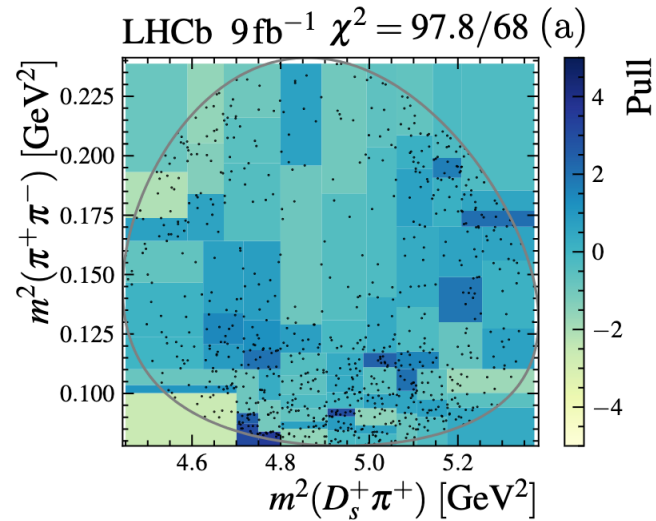 LHCb 9 fb⁻¹ χ² = 97.8/68 (a)
m²(π⁺π⁻) [GeV²]
0.225
0.200
0.175
0.150
0.125
0.100
4.6 4.8 5.0 5.2
m²(D_s⁺π⁺) [GeV²]
Pull
4
2
0
−2
−4